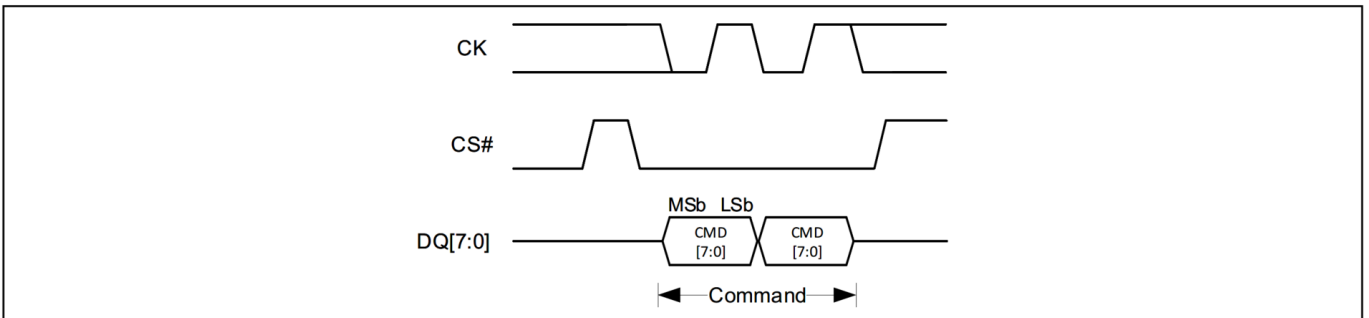 CK
CS#
MSb LSb
DQ[7:0]
CMD
[7:0]
CMD
[7:0]
Command